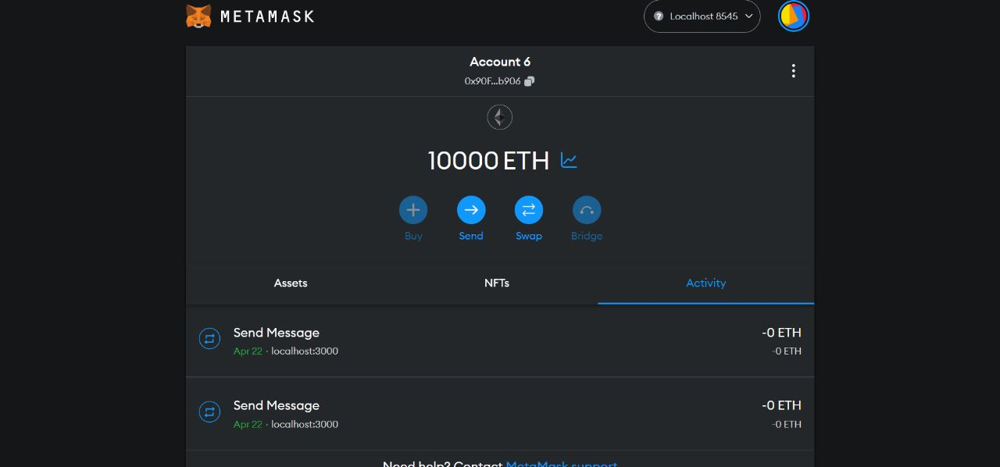 METAMASK
? Localhost 8545
Account 6
0x90F...b906
10000 ETH
Buy Send Swap Bridge
Assets NFTs Activity
Send Message -0 ETH
Apr 22 · localhost:3000 -0 ETH
Send Message -0 ETH
Apr 22 · localhost:3000 -0 ETH
Need help? Contact MetaMask support